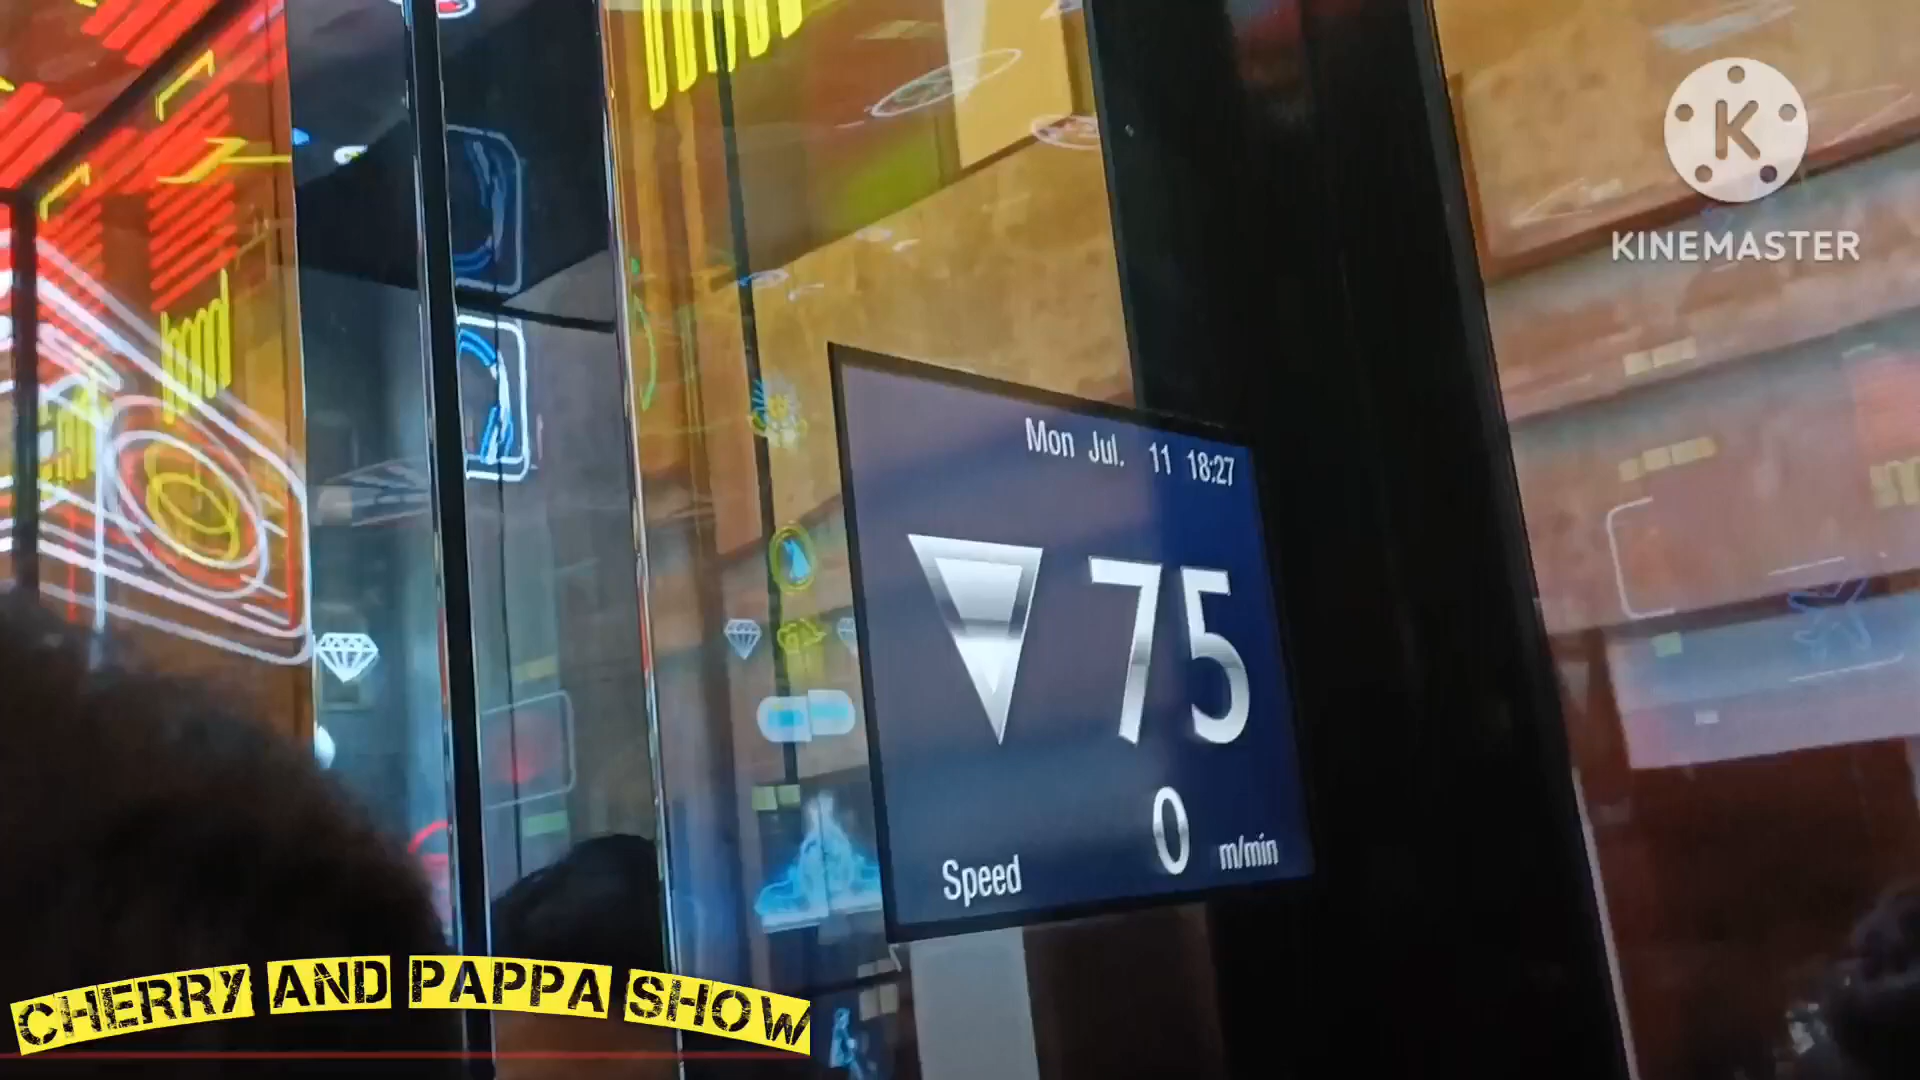 K
KINEMASTER
Mon Jul. 11 18:27
75
0
Speed m/min
CHERRY AND PAPPA SHOW